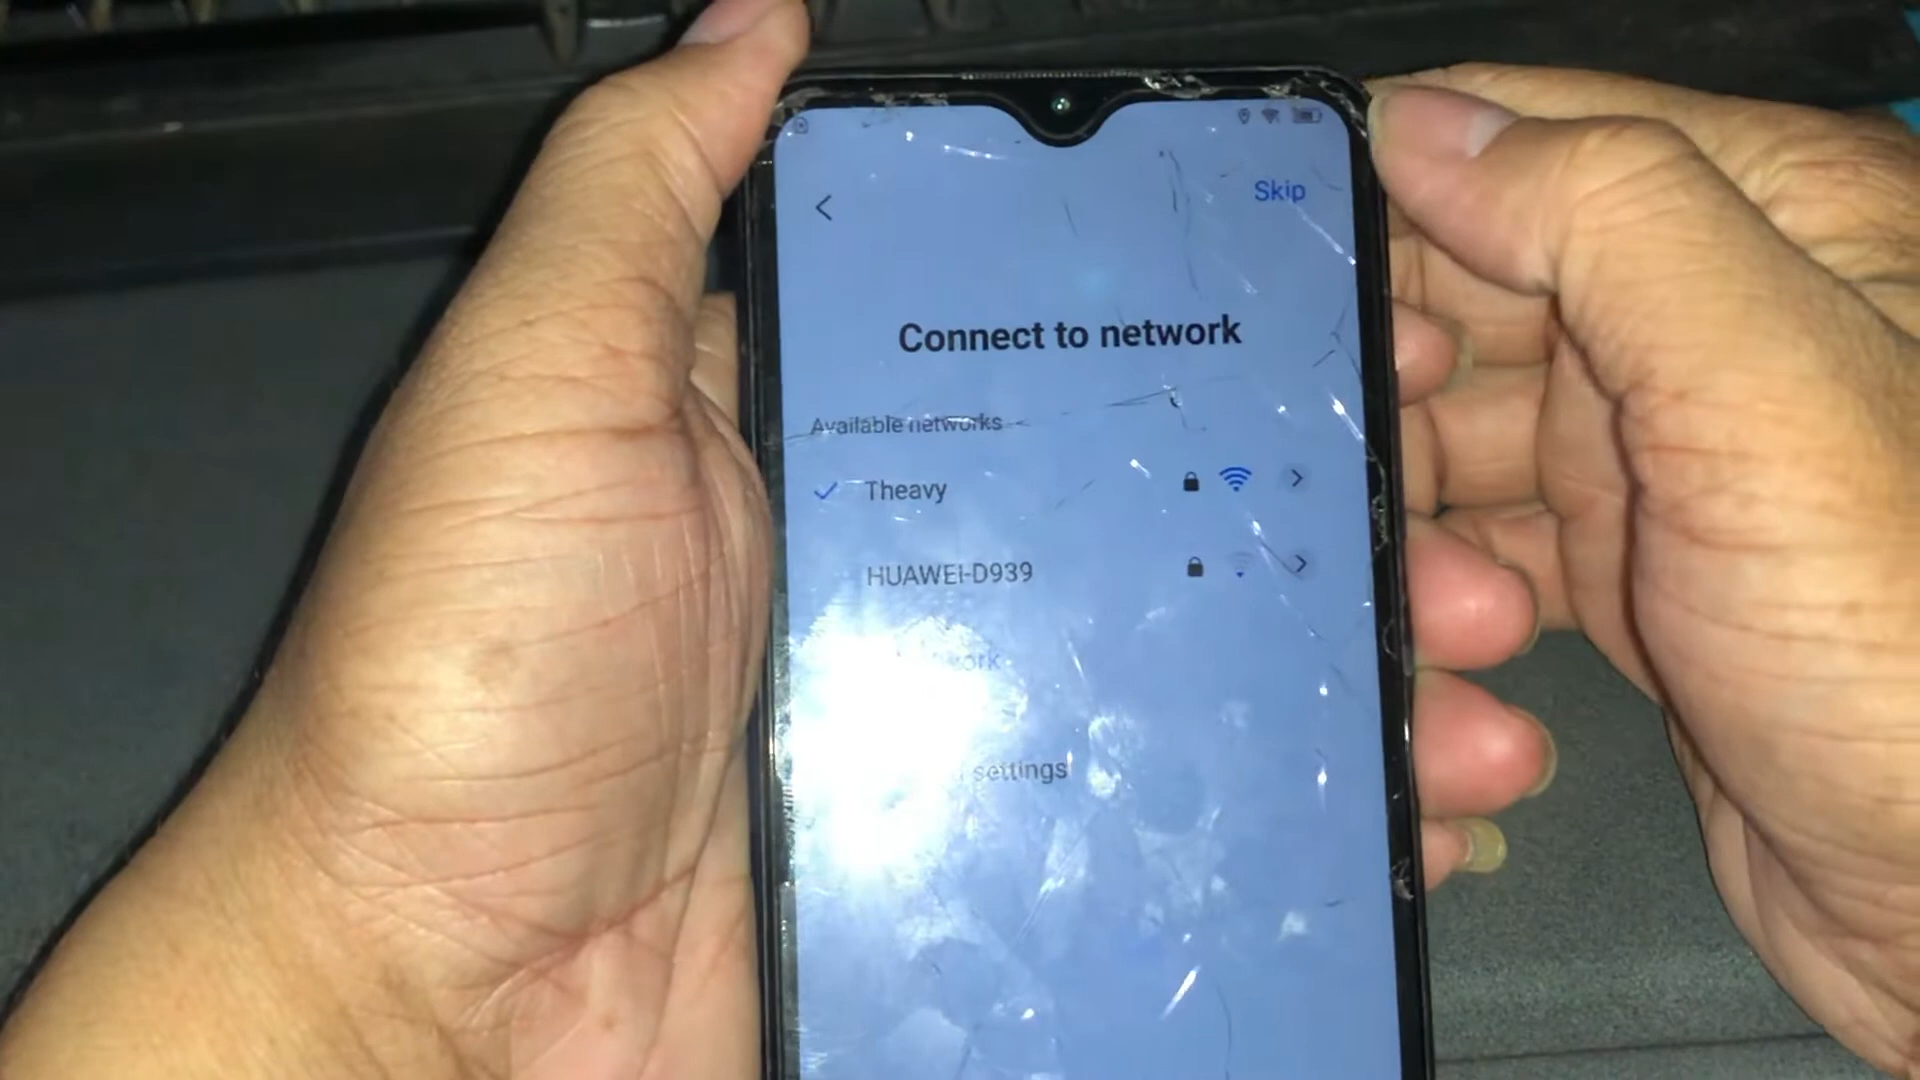 Skip
Connect to network
Available networks
Theavy
HUAWEI-D939
settings